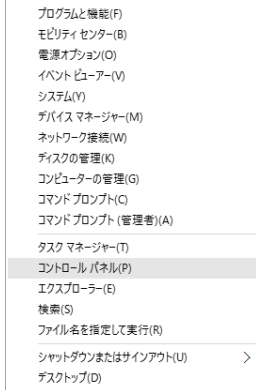 プログラムと機能(F)
モビリティ センター(B)
電源オプション(O)
イベント ビューアー(V)
システム(Y)
デバイス マネージャー(M)
ネットワーク接続(W)
ディスクの管理(K)
コンピューターの管理(G)
コマンド プロンプト(C)
コマンド プロンプト (管理者)(A)
タスク マネージャー(T)
コントロール パネル(P)
エクスプローラー(E)
検索(S)
ファイル名を指定して実行(R)
シャットダウンまたはサインアウト(U)
デスクトップ(D)